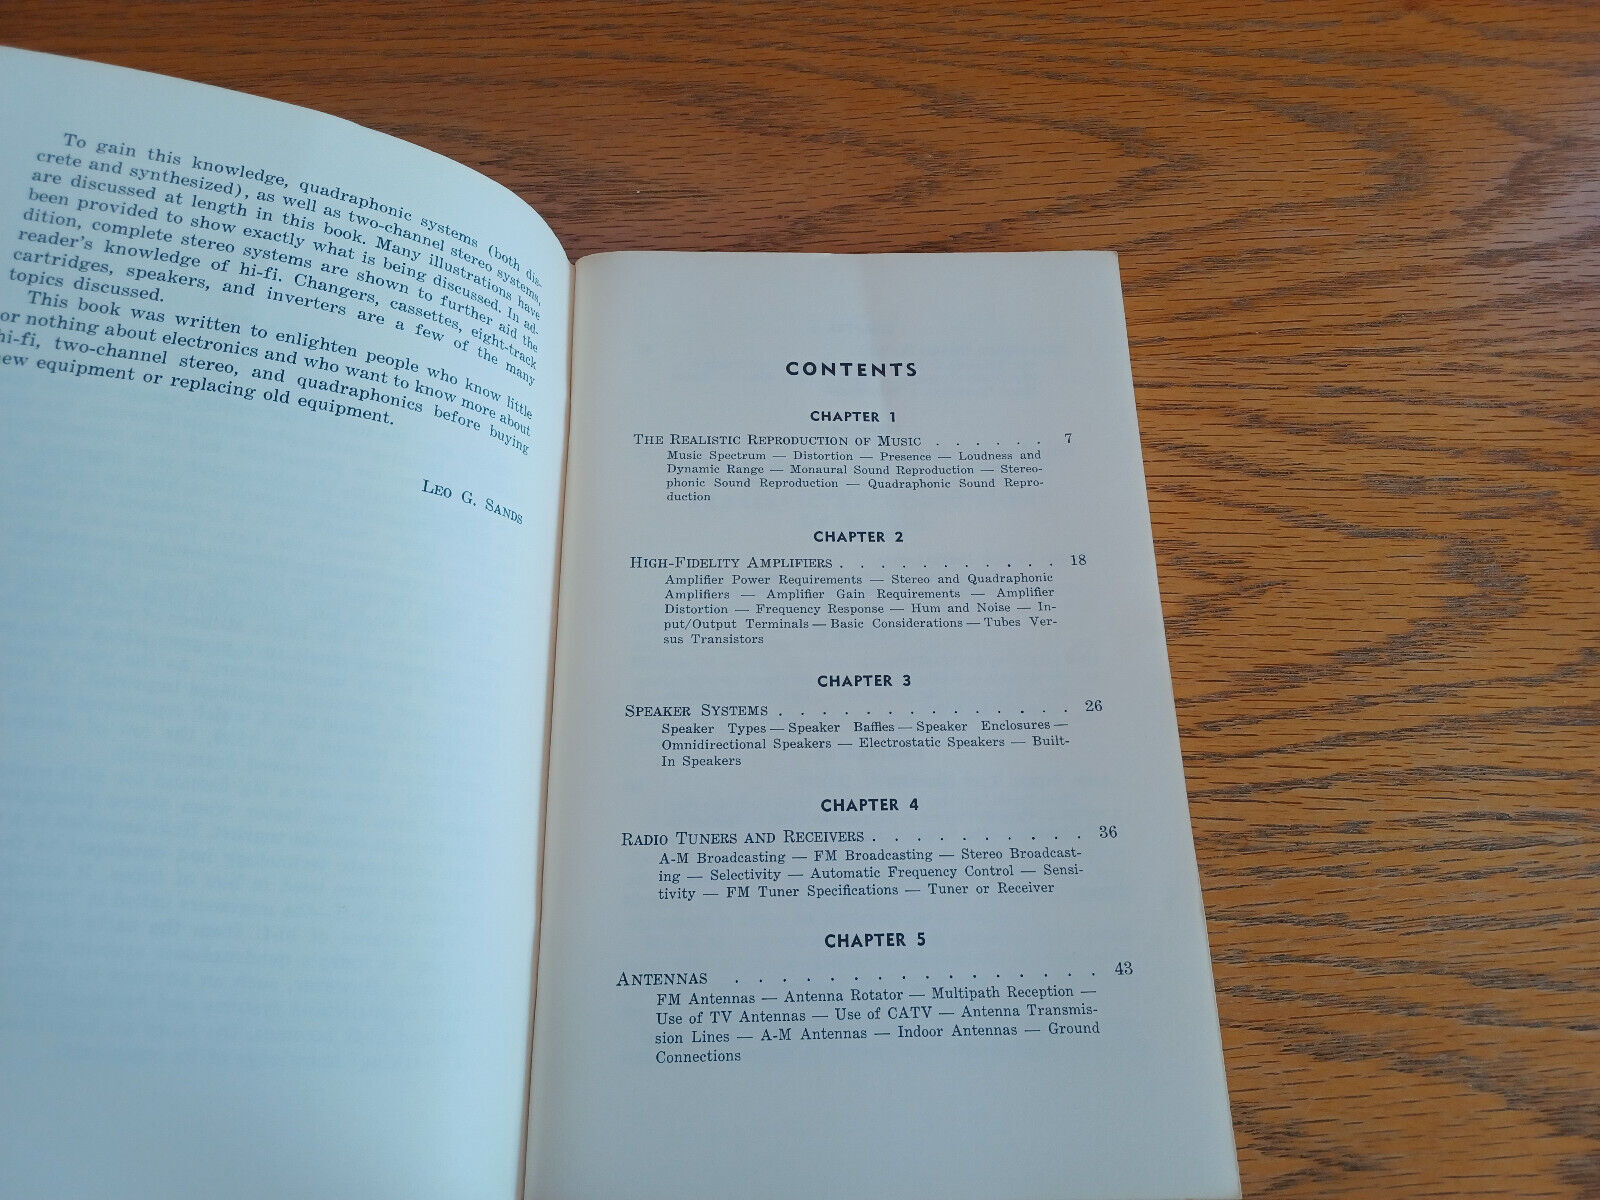 To gain this knowledge, quadraphonic systems (both dis-
crete and synthesized), as well as two-channel stereo systems,
are discussed at length in this book. Many illustrations have
been provided to show exactly what is being discussed. In ad-
dition, complete stereo systems are shown to further aid the
reader's knowledge of hi-fi. Changers, cassettes, eight-track
cartridges, speakers, and inverters are a few of the many
topics discussed.
This book was written to enlighten people who know little
or nothing about electronics and who want to know more about
hi-fi, two-channel stereo, and quadraphonics before buying
new equipment or replacing old equipment.
LEO G. SANDS
CONTENTS
CHAPTER 1
THE REALISTIC REPRODUCTION OF MUSIC . . . . . . 7
Music Spectrum — Distortion — Presence — Loudness and
Dynamic Range — Monaural Sound Reproduction — Stereo-
phonic Sound Reproduction — Quadraphonic Sound Repro-
duction
CHAPTER 2
HIGH-FIDELITY AMPLIFIERS . . . . . . . . . . . 18
Amplifier Power Requirements — Stereo and Quadraphonic
Amplifiers — Amplifier Gain Requirements — Amplifier
Distortion — Frequency Response — Hum and Noise — In-
put/Output Terminals — Basic Considerations — Tubes Ver-
sus Transistors
CHAPTER 3
SPEAKER SYSTEMS . . . . . . . . . . . . . 26
Speaker Types — Speaker Baffles — Speaker Enclosures —
Omnidirectional Speakers — Electrostatic Speakers — Built-
In Speakers
CHAPTER 4
RADIO TUNERS AND RECEIVERS . . . . . . . . . . 36
A-M Broadcasting — FM Broadcasting — Stereo Broadcast-
ing — Selectivity — Automatic Frequency Control — Sensi-
tivity — FM Tuner Specifications — Tuner or Receiver
CHAPTER 5
ANTENNAS . . . . . . . . . . . . . . . . 43
FM Antennas — Antenna Rotator — Multipath Reception —
Use of TV Antennas — Use of CATV — Antenna Transmis-
sion Lines — A-M Antennas — Indoor Antennas — Ground
Connections